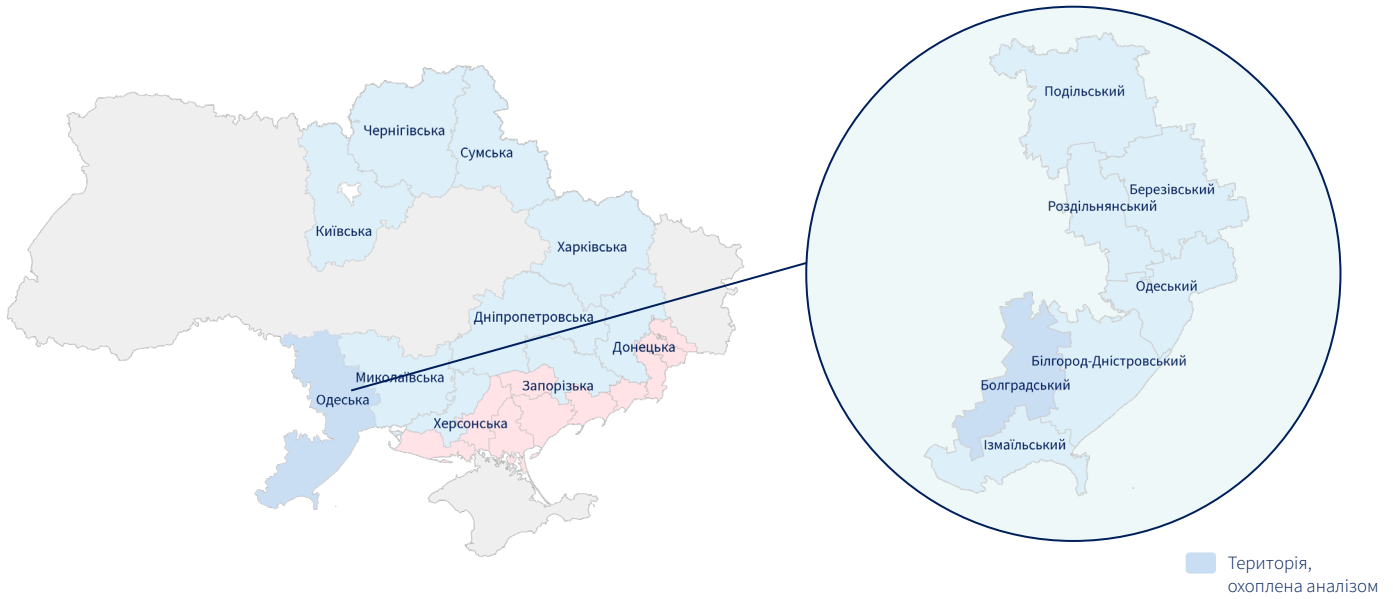 Чернігівська
Сумська
Київська
Харківська
Дніпропетровська
Донецька
Миколаївська
Запорізька
Одеська
Херсонська
Подільський
Березівський
Роздільнянський
Одеський
Білгород-Дністровський
Болградський
Ізмаїльський
Територія,
охоплена аналізом